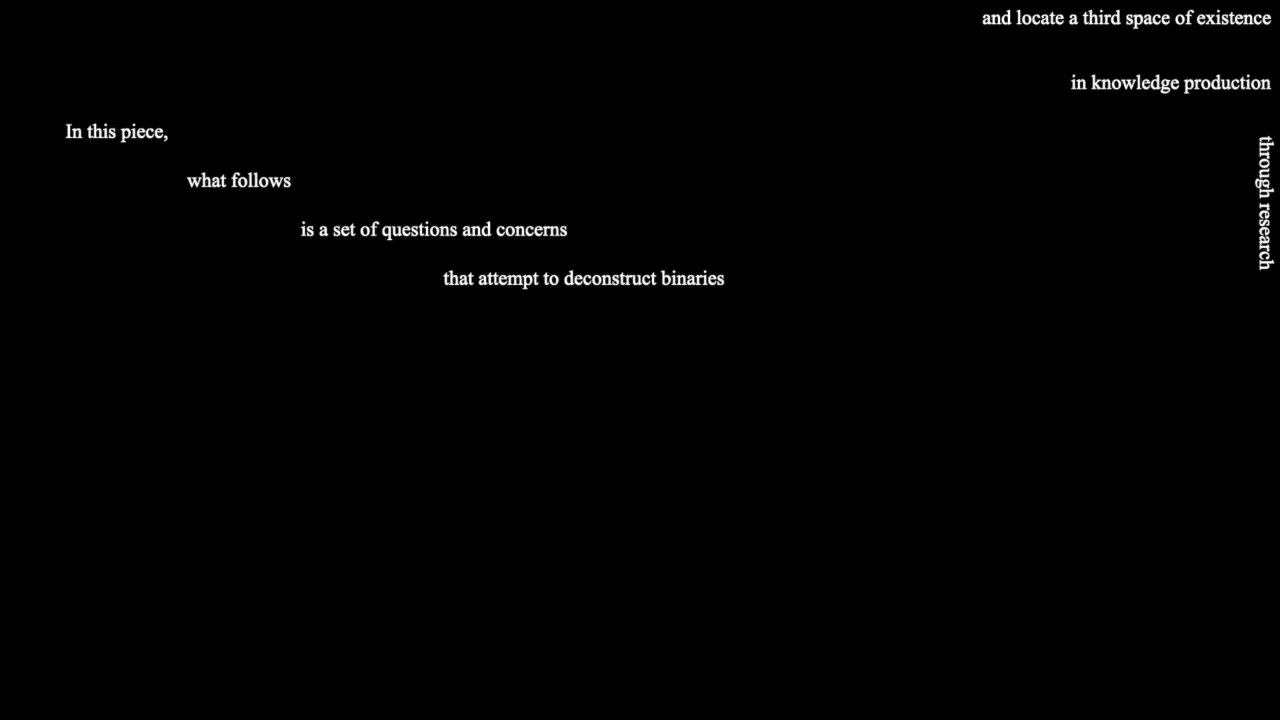 In this piece,
what follows
is a set of questions and concerns
that attempt to deconstruct binaries
and locate a third space of existence
in knowledge production
through research